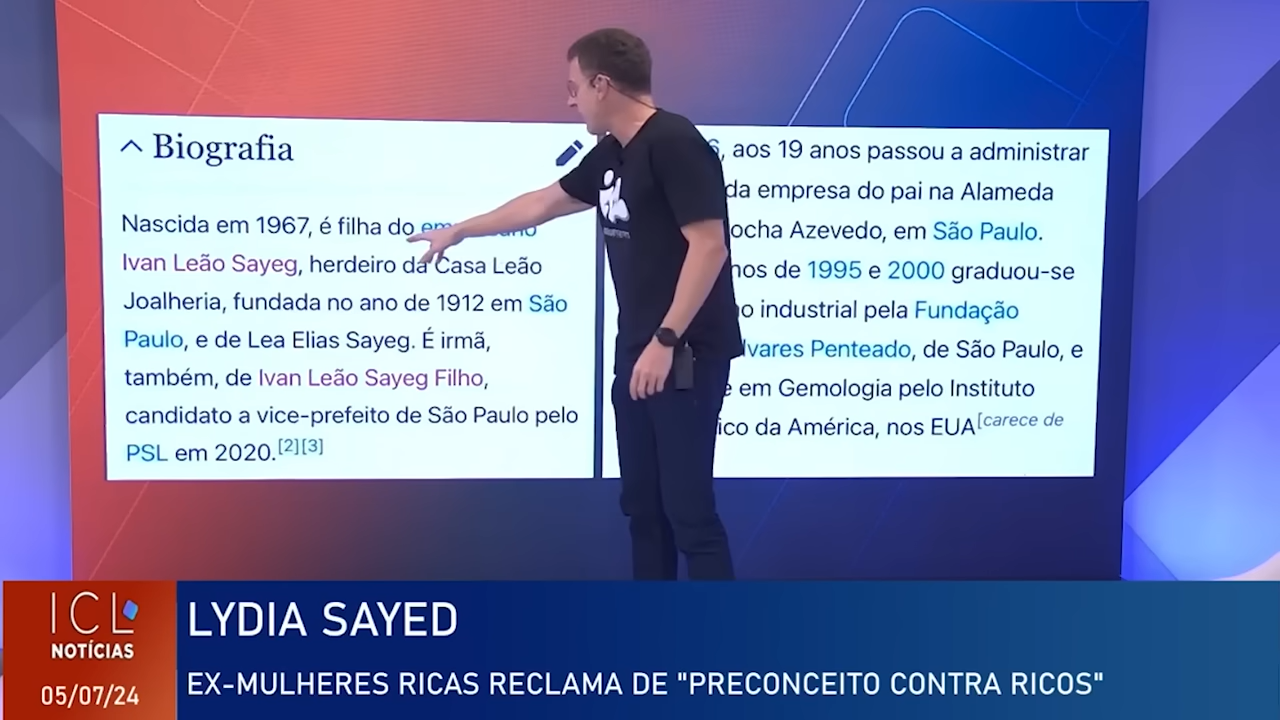 Biografia
Nascida em 1967, é filha do
Ivan Leão Sayeg, herdeiro da Casa Leão
Joalheria, fundada no ano de 1912 em São
Paulo, e de Lea Elias Sayeg. É irmã,
também, de Ivan Leão Sayeg Filho,
candidato a vice-prefeito de São Paulo pelo
PSL em 2020.[2][3]
6, aos 19 anos passou a administrar
da empresa do pai na Alameda
ocha Azevedo, em São Paulo.
nos de 1995 e 2000 graduou-se
o industrial pela Fundação
lvares Penteado, de São Paulo, e
e em Gemologia pelo Instituto
ico da América, nos EUA[carece de
ICL
NOTÍCIAS
05/07/24
LYDIA SAYED
EX-MULHERES RICAS RECLAMA DE "PRECONCEITO CONTRA RICOS"